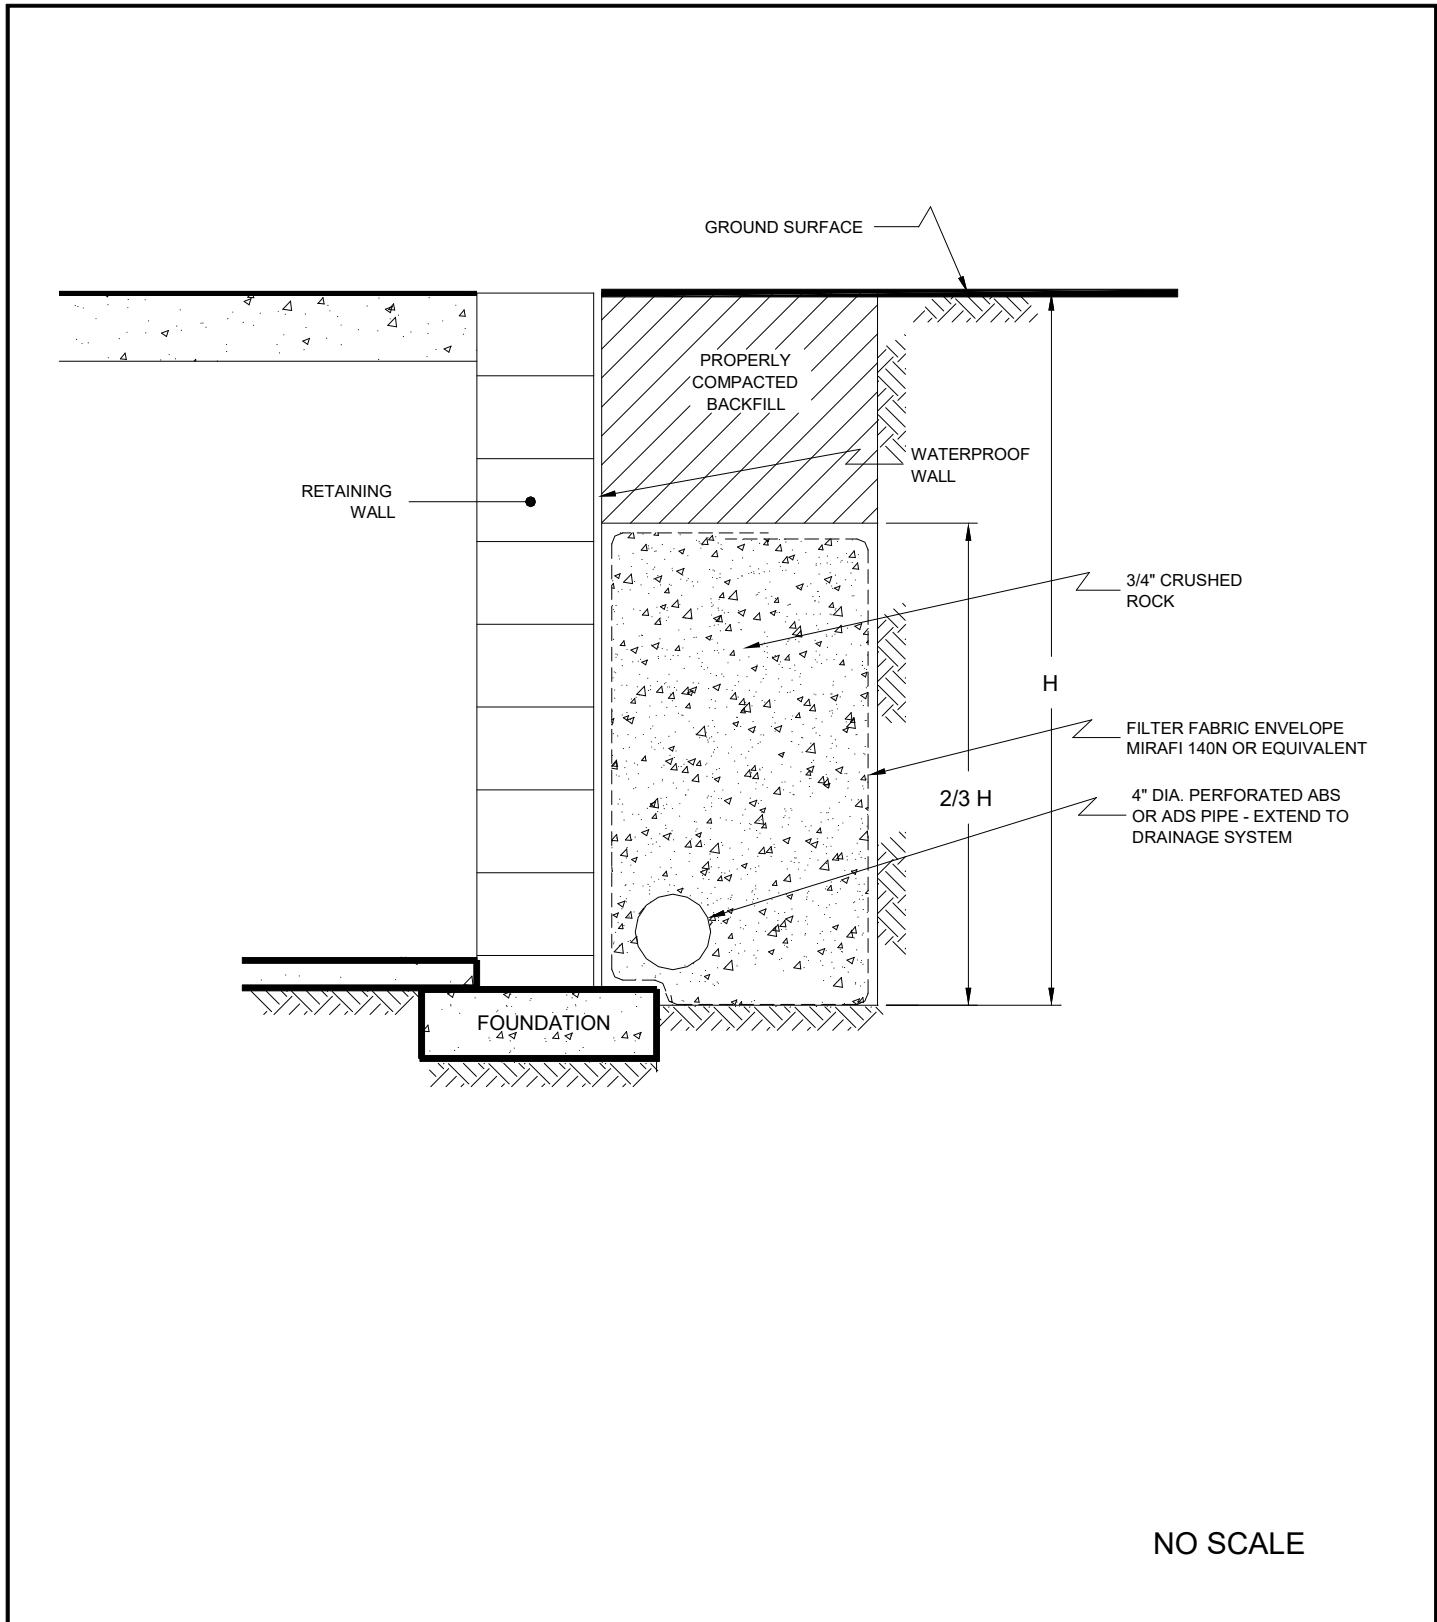 GROUND SURFACE
PROPERLY
COMPACTED
BACKFILL
WATERPROOF
WALL
RETAINING
WALL
3/4" CRUSHED
ROCK
H
FILTER FABRIC ENVELOPE
MIRAFI 140N OR EQUIVALENT
2/3 H
4" DIA. PERFORATED ABS
OR ADS PIPE - EXTEND TO
DRAINAGE SYSTEM
FOUNDATION
NO SCALE